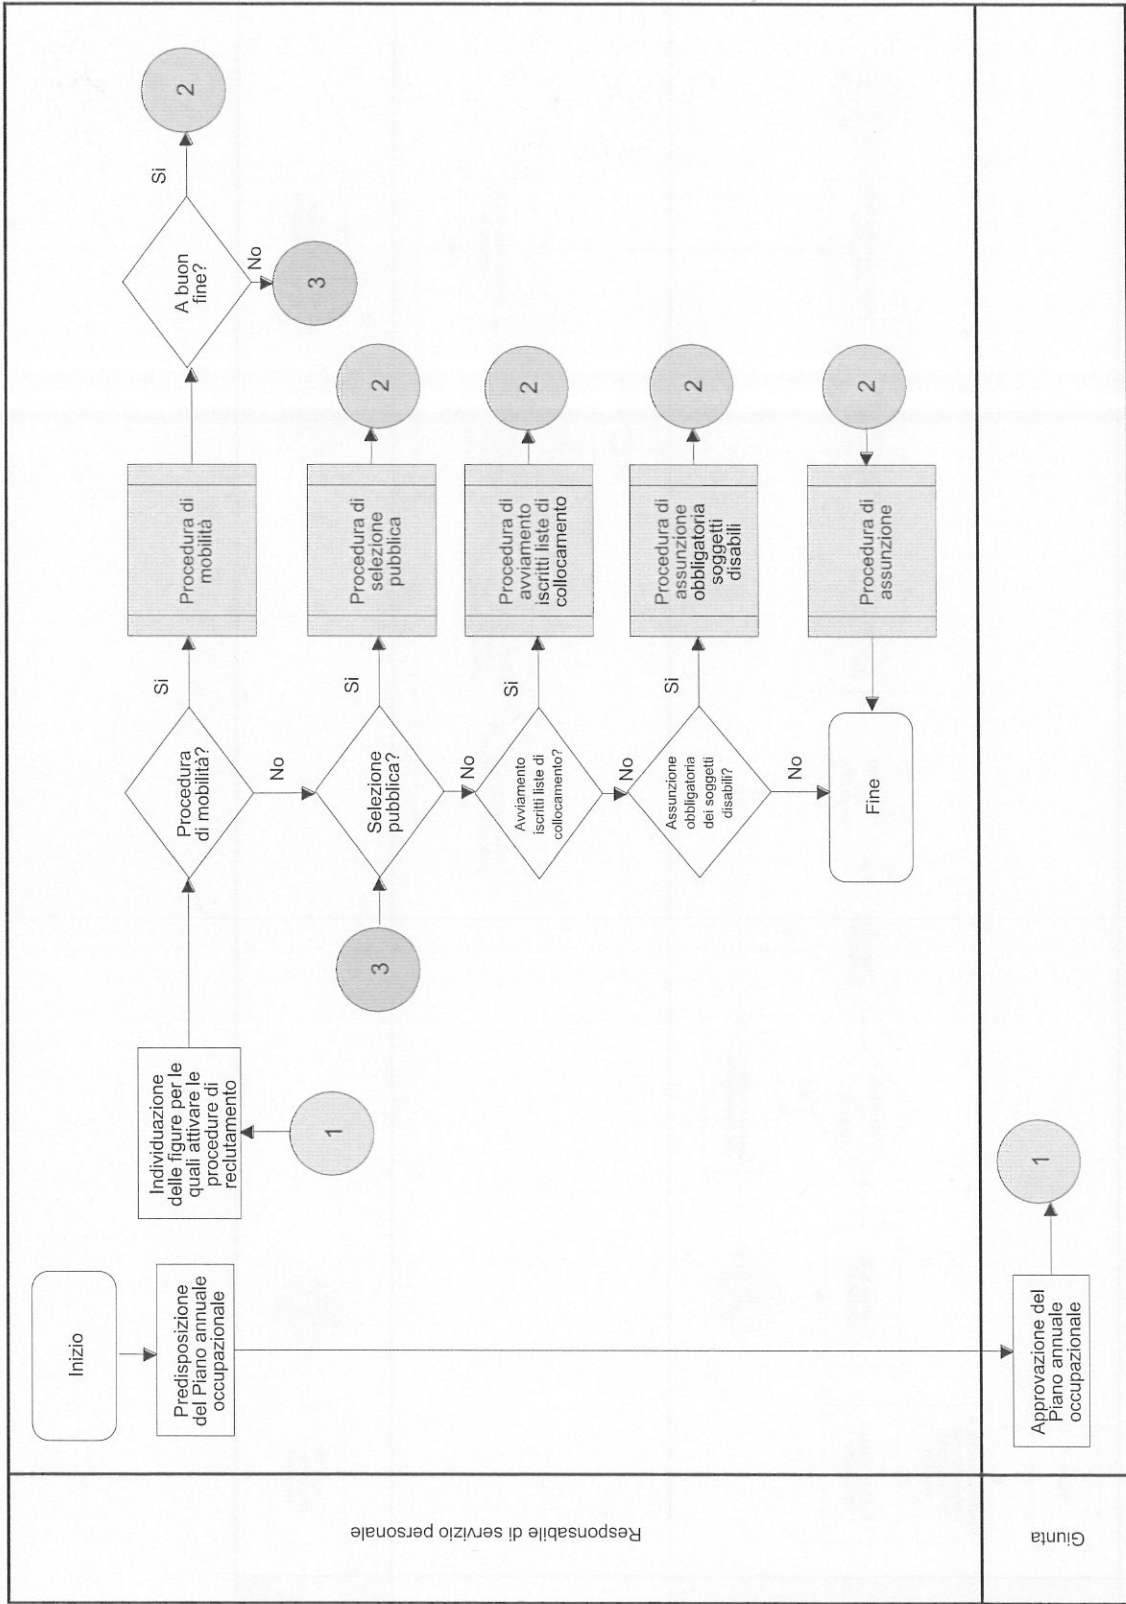 Responsabile di servizio personale
Inizio
Predisposizione
del Piano annuale
occupazionale
Individuazione
delle figure per le
quali attivare le
procedure di
reclutamento
1
Procedura
di mobilità?
Si
No
Procedura di
mobilità
A buon
fine?
Si
2
No
3
3
Selezione
pubblica?
Si
No
Procedura di
selezione
pubblica
2
Avviamento
iscritti liste di
collocamento?
Si
No
Procedura di
avviamento
iscritti liste di
collocamento
2
Assunzione
obbligatoria
dei soggetti
disabili?
Si
No
Procedura di
assunzione
obbligatoria
soggetti
disabili
2
Fine
Procedura di
assunzione
2
Giunta
Approvazione del
Piano annuale
occupazionale
1